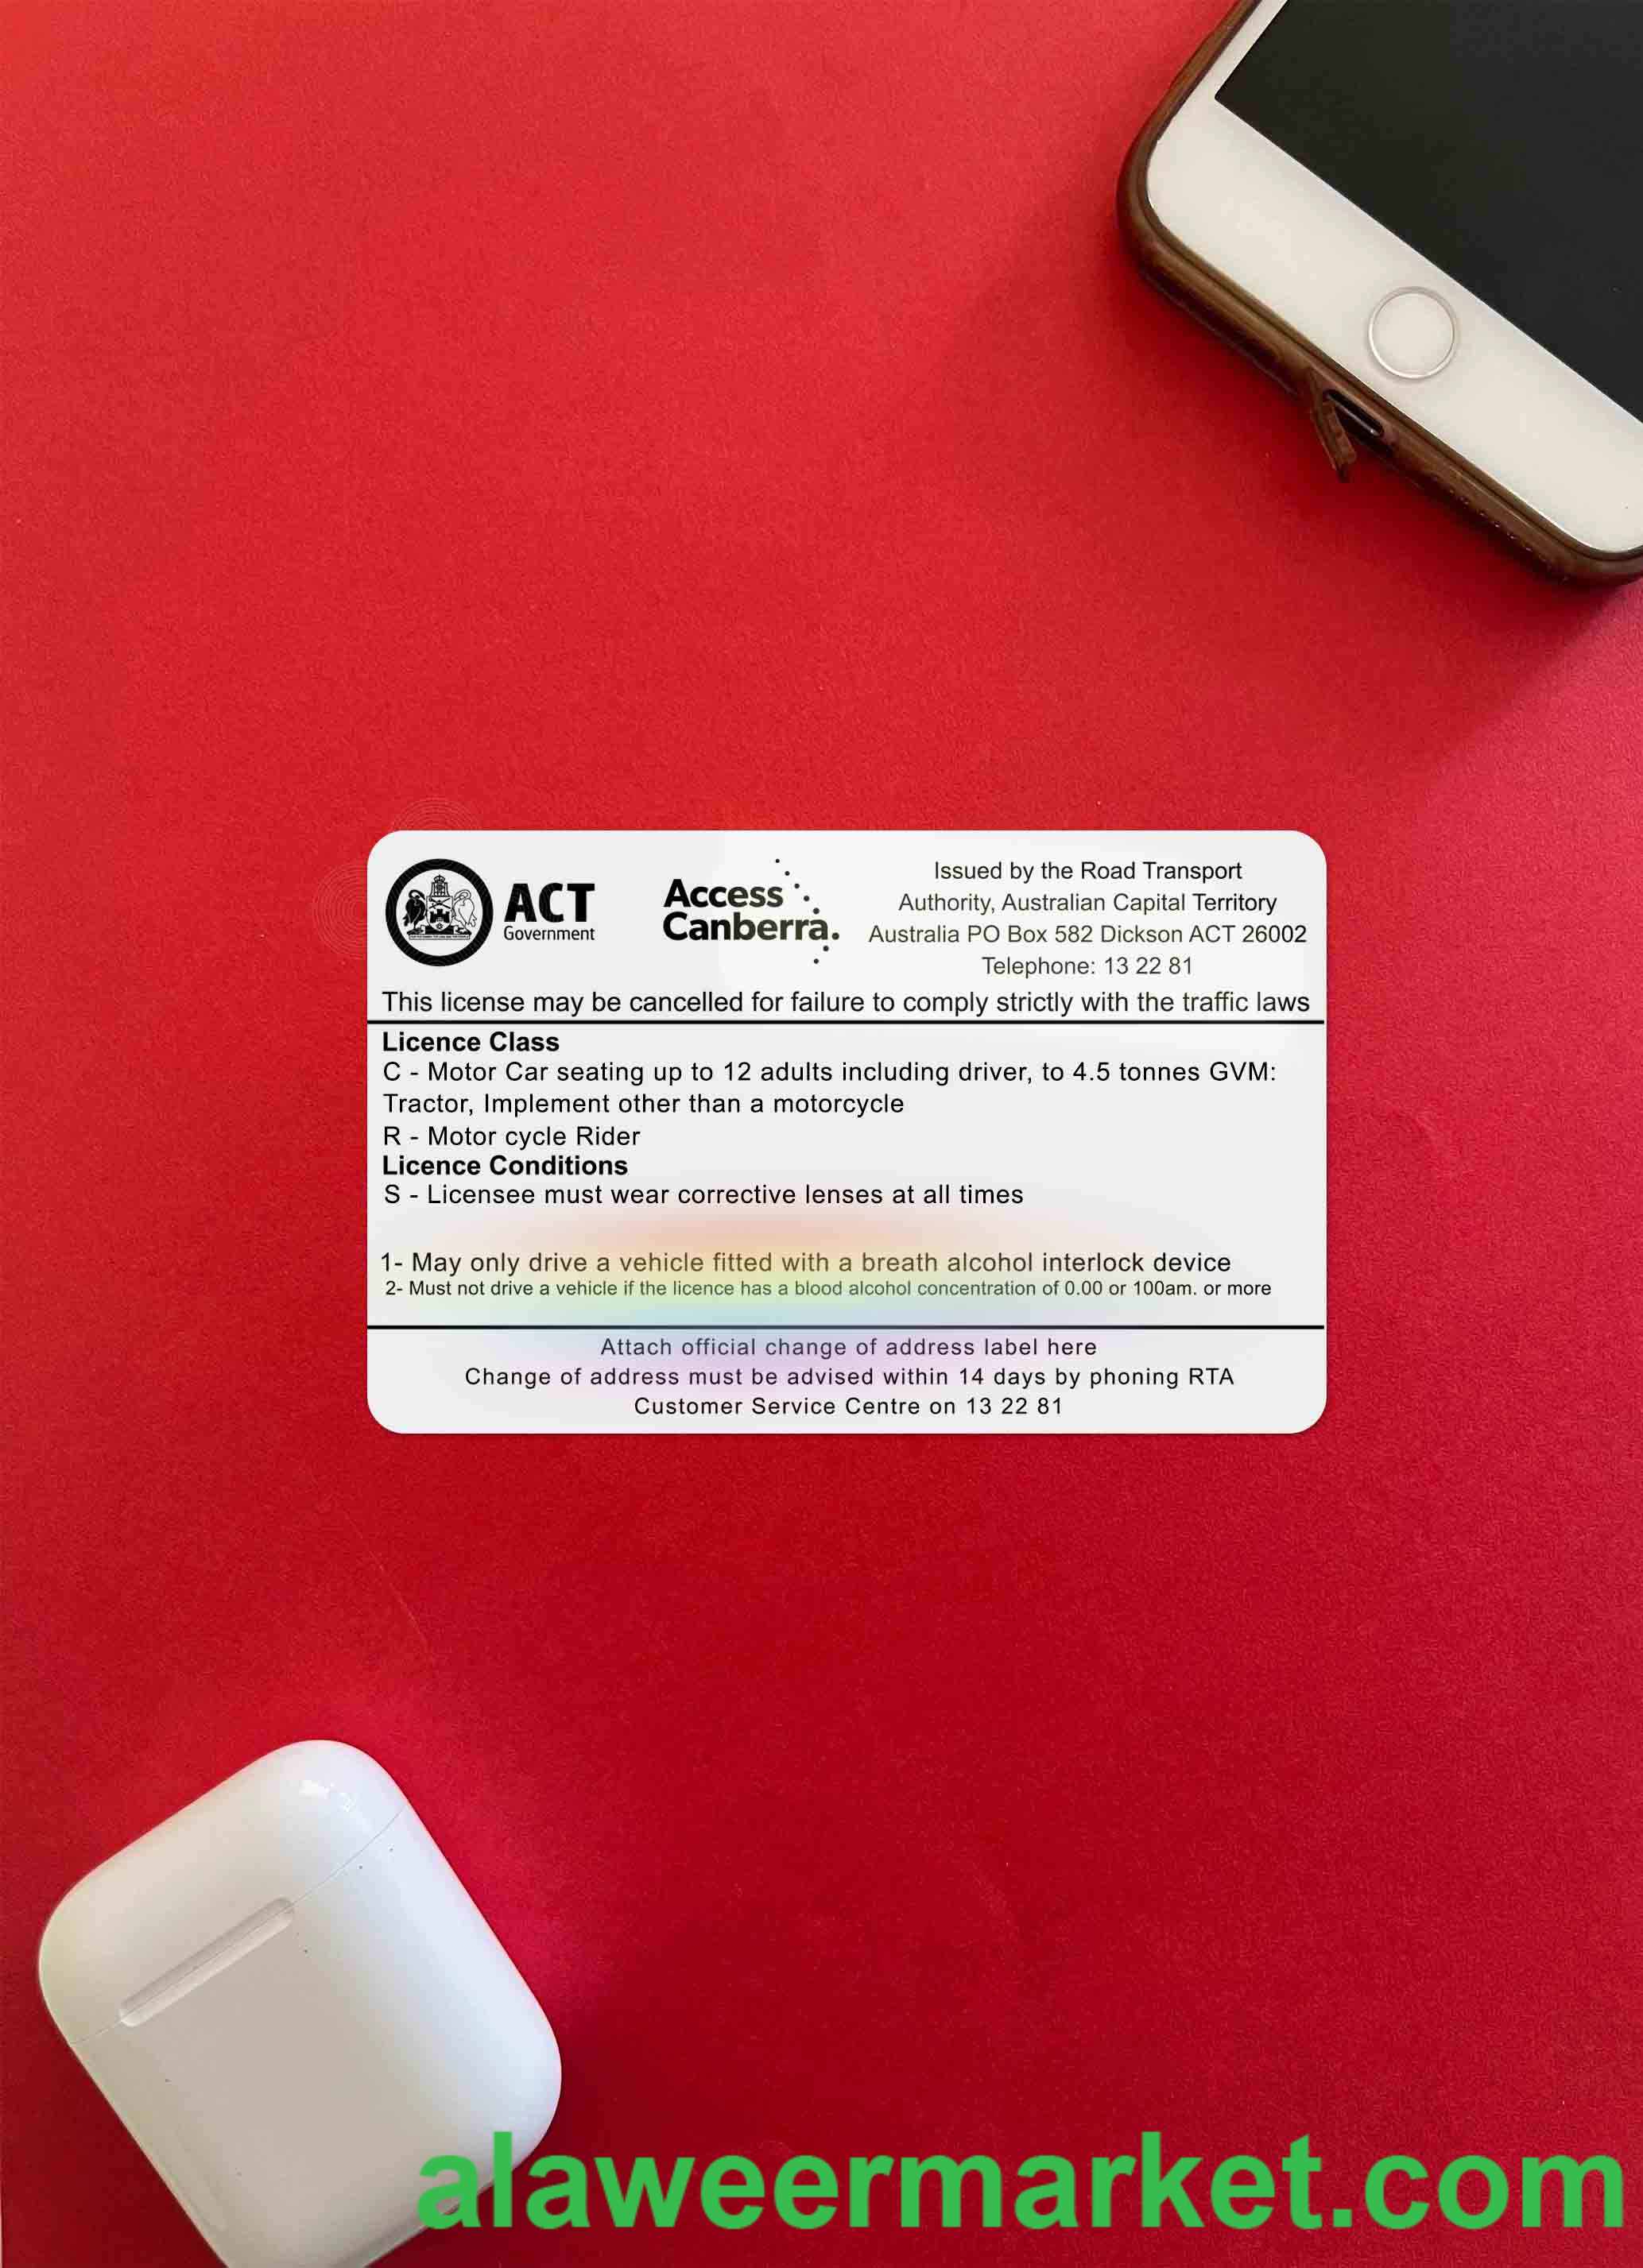 ACT
Government
Access
Canberra.
Issued by the Road Transport
Authority, Australian Capital Territory
Australia PO Box 582 Dickson ACT 26002
Telephone: 13 22 81
This license may be cancelled for failure to comply strictly with the traffic laws
Licence Class
C - Motor Car seating up to 12 adults including driver, to 4.5 tonnes GVM:
Tractor, Implement other than a motorcycle
R - Motor cycle Rider
Licence Conditions
S - Licensee must wear corrective lenses at all times
1- May only drive a vehicle fitted with a breath alcohol interlock device
2- Must not drive a vehicle if the licence has a blood alcohol concentration of 0.00 or 100am. or more
Attach official change of address label here
Change of address must be advised within 14 days by phoning RTA
Customer Service Centre on 13 22 81
alaweermarket.com